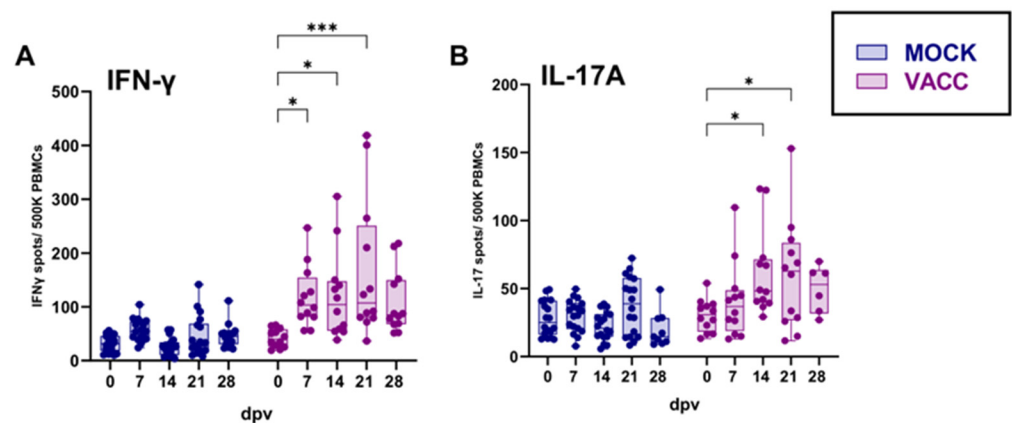 A
IFN-γ
***
*
*
500
400
300
200
100
0
IFNγ spots/ 500K PBMCs
0 7 14 21 28 0 7 14 21 28
dpv
B
IL-17A
*
*
200
150
100
50
0
IL-17 spots/ 500K PBMCs
0 7 14 21 28 0 7 14 21 28
dpv
MOCK
VACC